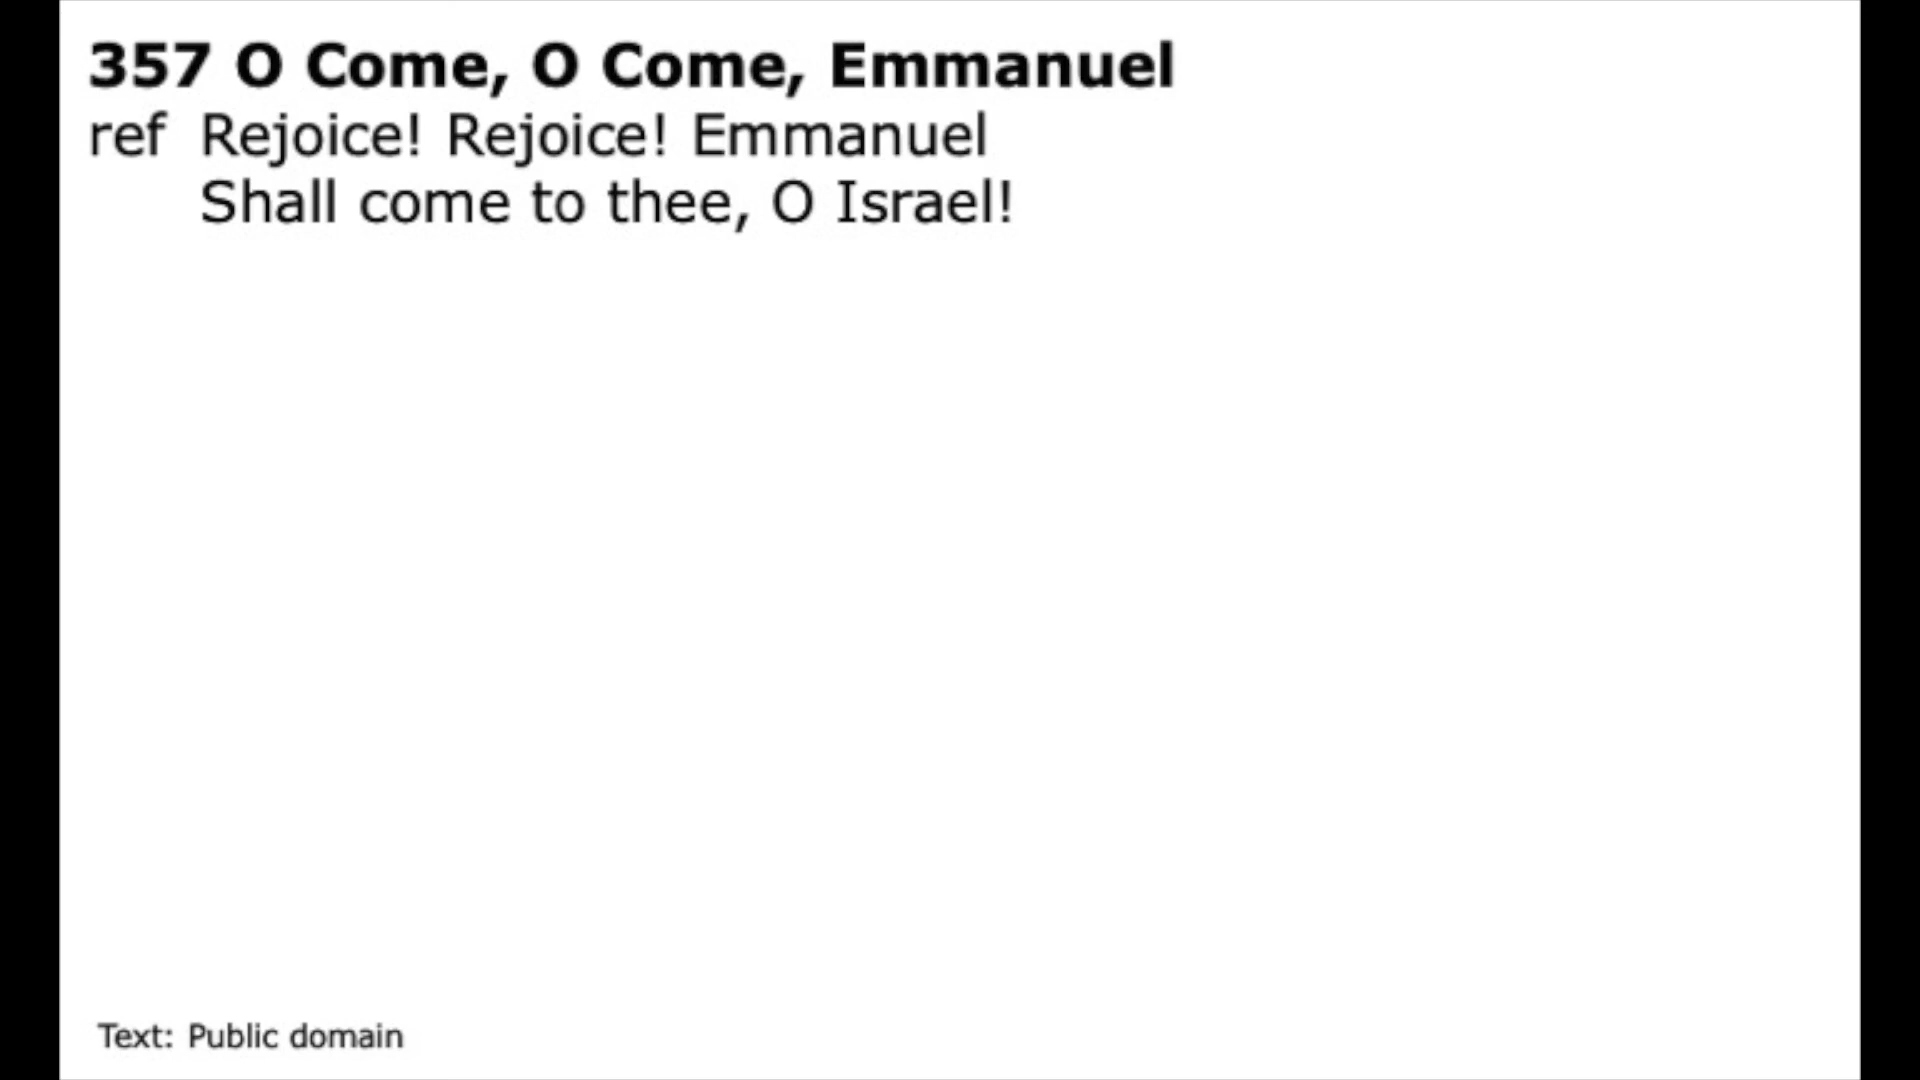 357 O Come, O Come, Emmanuel
ref Rejoice! Rejoice! Emmanuel
Shall come to thee, O Israel!
Text: Public domain